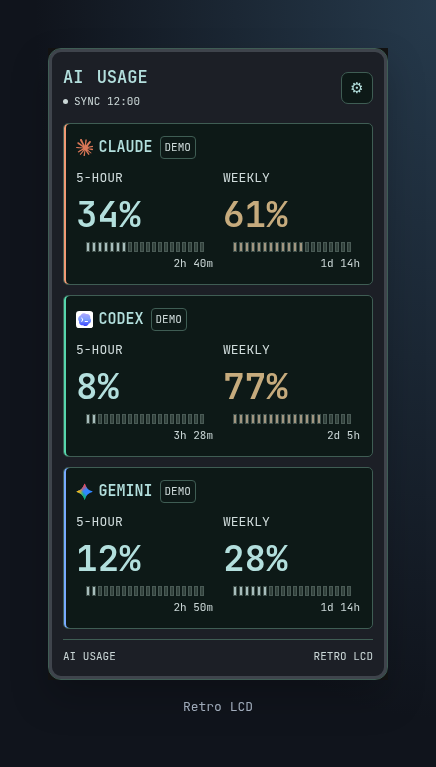 AI USAGE
SYNC 12:00
CLAUDE DEMO
5-HOUR WEEKLY
34% 61%
2h 40m 1d 14h
CODEX DEMO
5-HOUR WEEKLY
8% 77%
3h 28m 2d 5h
GEMINI DEMO
5-HOUR WEEKLY
12% 28%
2h 50m 1d 14h
AI USAGE RETRO LCD
Retro LCD